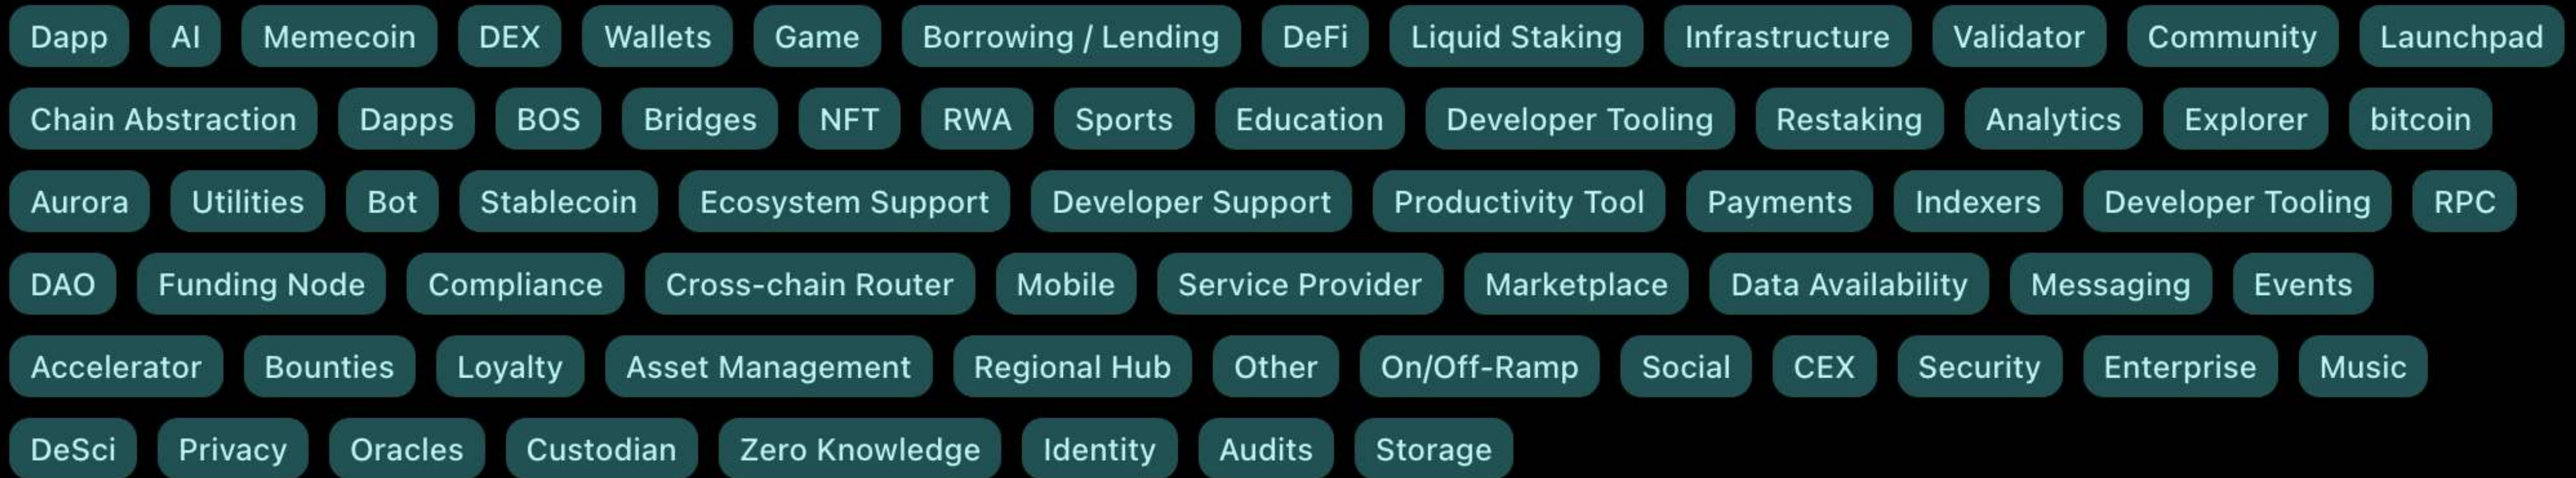 Dapp AI Memecoin DEX Wallets Game Borrowing / Lending DeFi Liquid Staking Infrastructure Validator Community Launchpad
Chain Abstraction Dapps BOS Bridges NFT RWA Sports Education Developer Tooling Restaking Analytics Explorer bitcoin
Aurora Utilities Bot Stablecoin Ecosystem Support Developer Support Productivity Tool Payments Indexers Developer Tooling RPC
DAO Funding Node Compliance Cross-chain Router Mobile Service Provider Marketplace Data Availability Messaging Events
Accelerator Bounties Loyalty Asset Management Regional Hub Other On/Off-Ramp Social CEX Security Enterprise Music
DeSci Privacy Oracles Custodian Zero Knowledge Identity Audits Storage